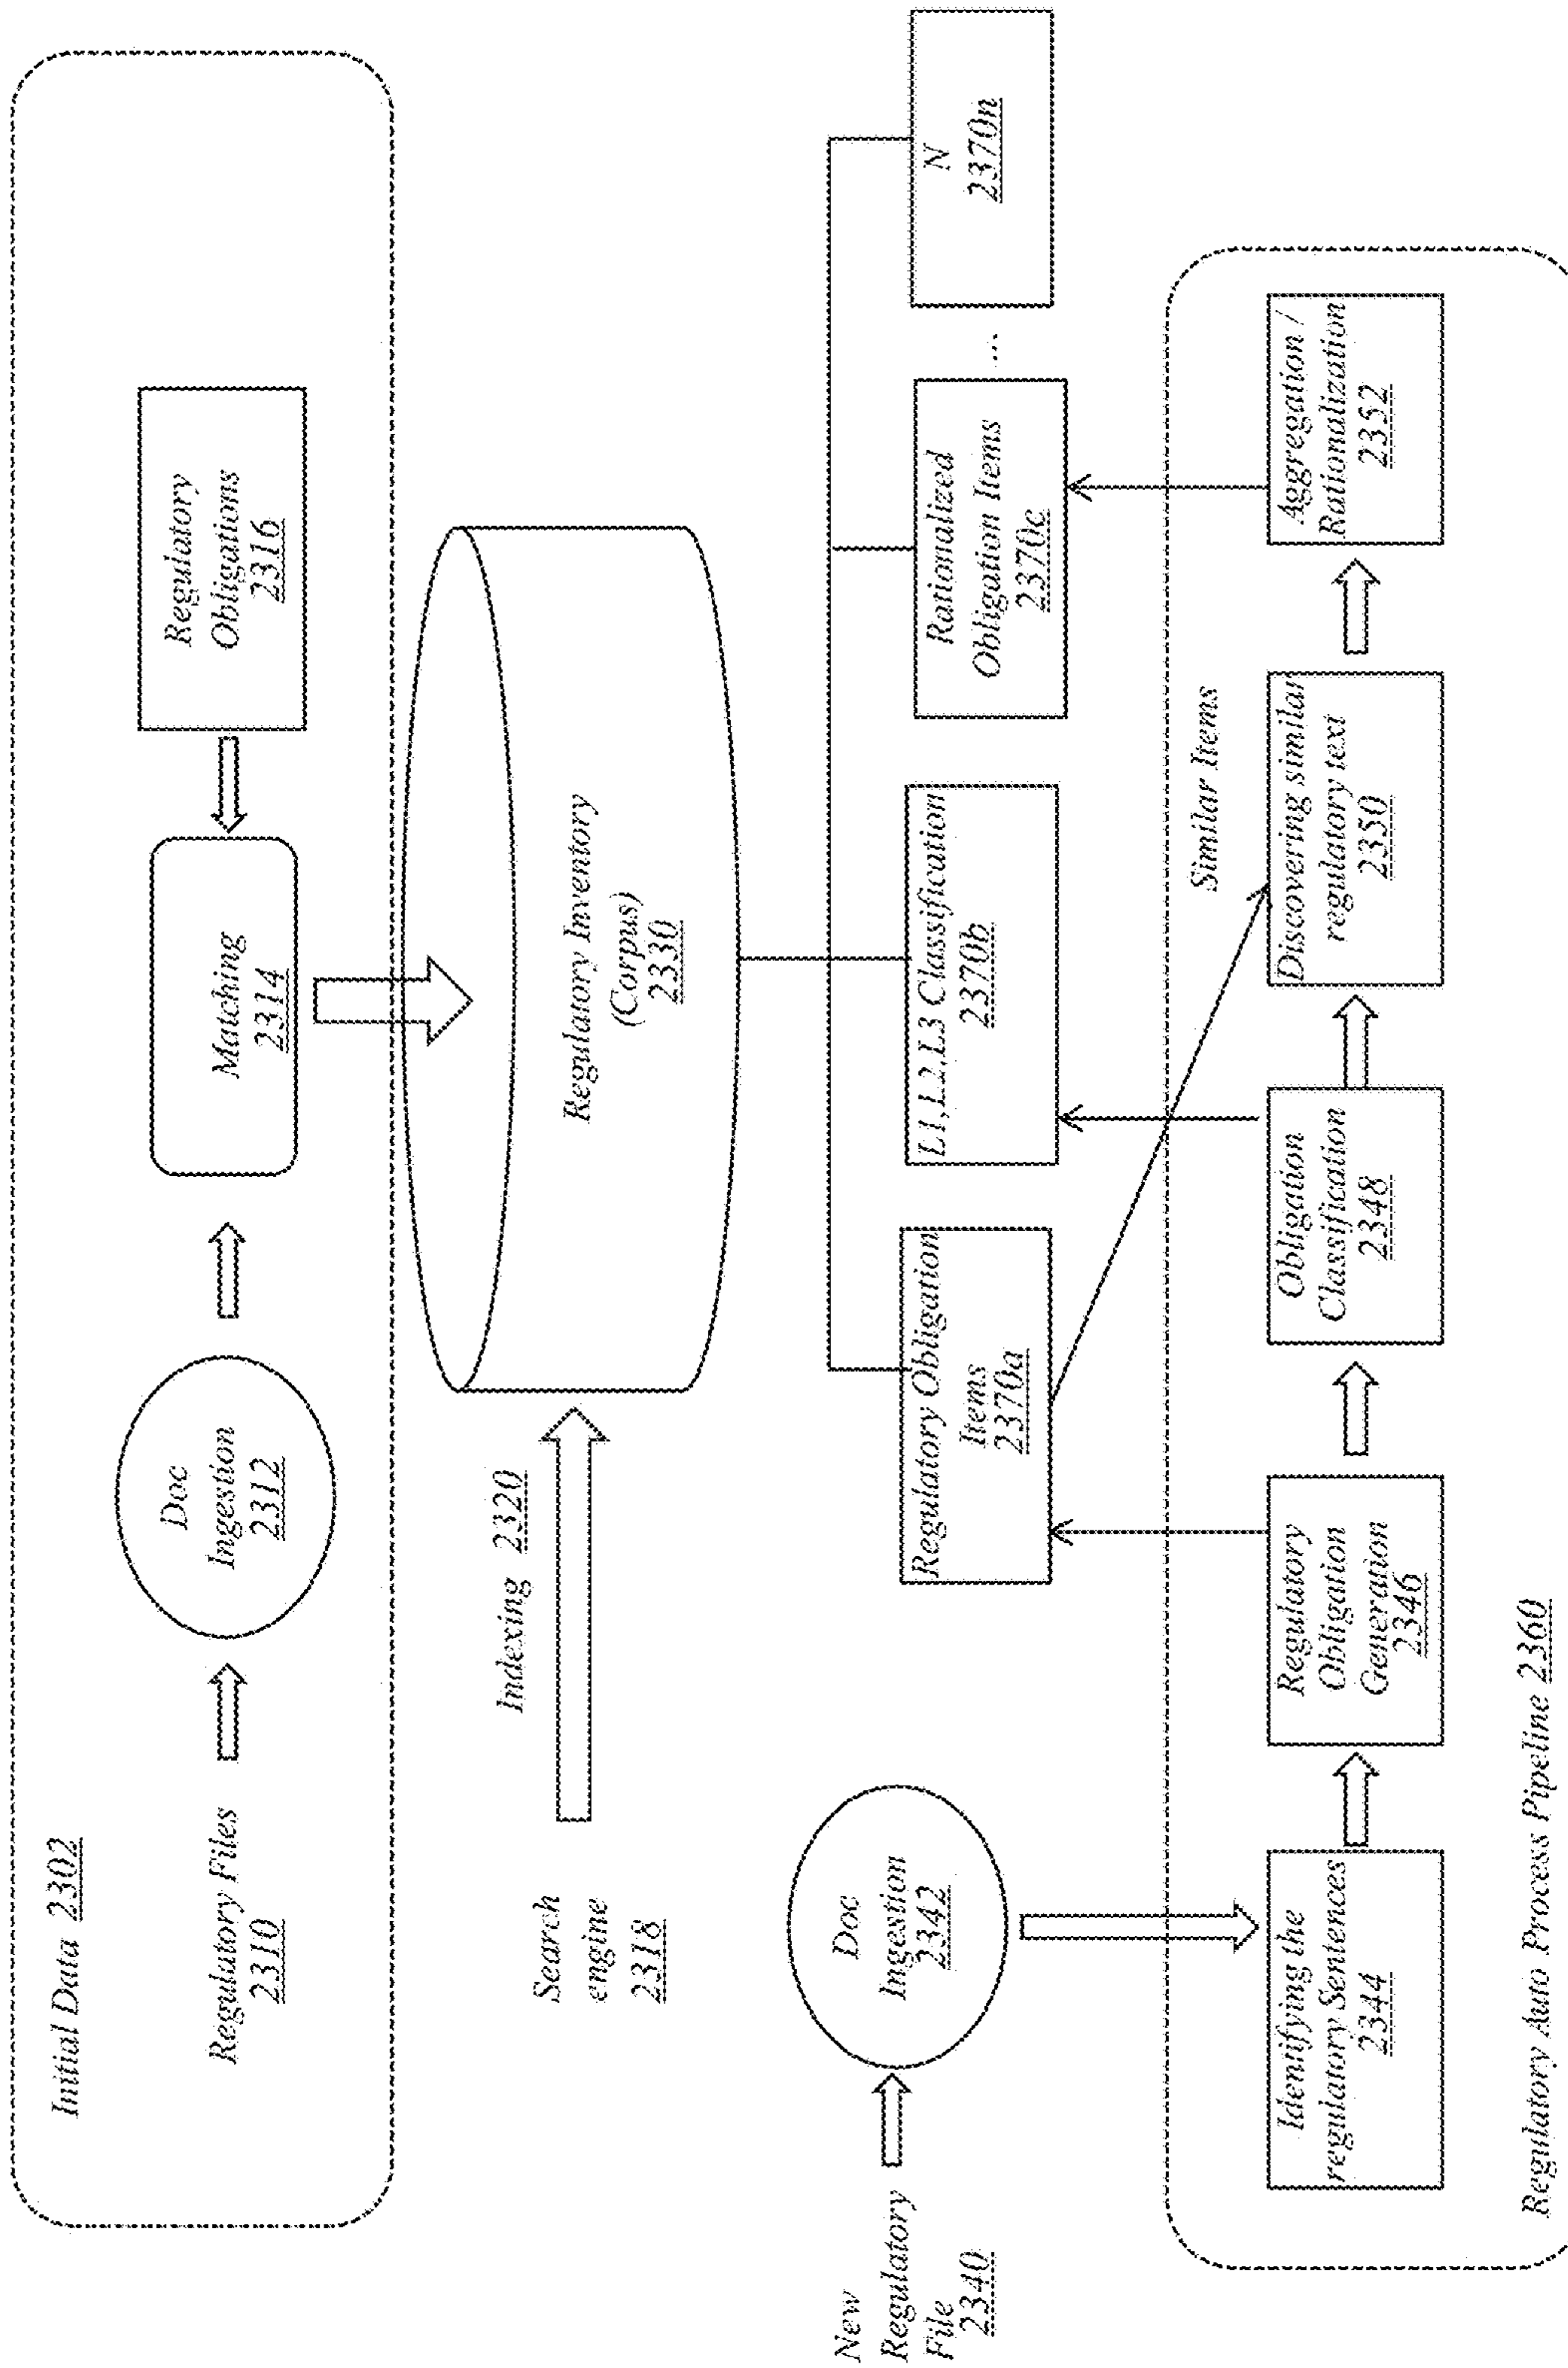 Initial Data 2302
Regulatory Files
2310
Doc
Ingestion
2312
Matching
2314
Regulatory
Obligations
2316
Search
engine
2318
Indexing 2320
Regulatory Inventory
(Corpus)
2330
New
Regulatory
File
2340
Doc
Ingestion
2342
Regulatory Obligation
Items
2370a
L1,L2,L3 Classification
2370b
Rationalized
Obligation Items
2370c
...
N
2370n
Similar Items
Identifying the
regulatory Sentences
2344
Regulatory
Obligation
Generation
2346
Obligation
Classification
2348
Discovering similar
regulatory text
2350
Aggregation /
Rationalization
2352
Regulatory Auto Process Pipeline 2360